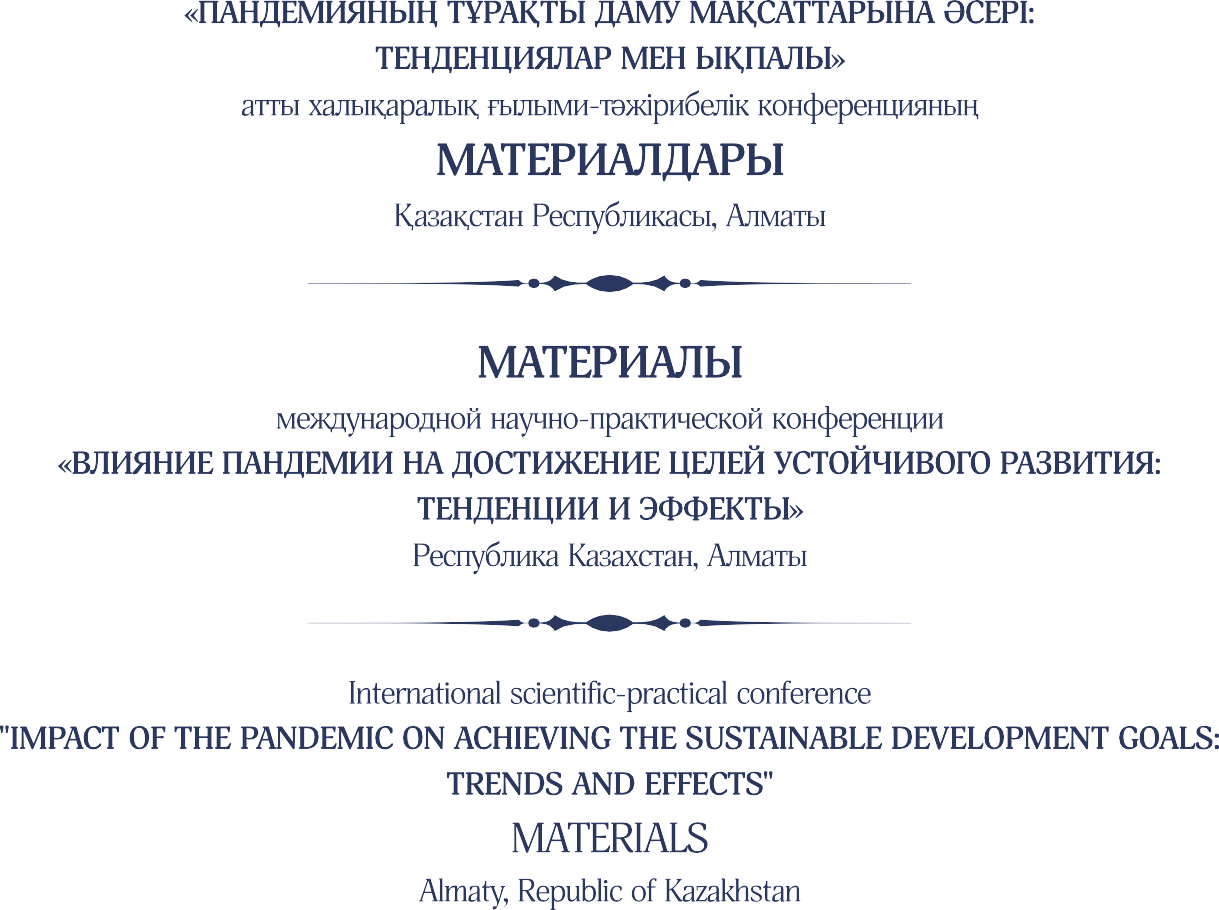 «ПАНДЕМИЯНЫҢ ТҰРАҚТЫ ДАМУ МАҚСАТТАРЫНА ӘСЕРІ:
ТЕНДЕНЦИЯЛАР МЕН ЫҚПАЛЫ»
атты халықаралық ғылыми-тәжірибелік конференцияның
МАТЕРИАЛДАРЫ
Қазақстан Республикасы, Алматы
МАТЕРИАЛЫ
международной научно-практической конференции
«ВЛИЯНИЕ ПАНДЕМИИ НА ДОСТИЖЕНИЕ ЦЕЛЕЙ УСТОЙЧИВОГО РАЗВИТИЯ:
ТЕНДЕНЦИИ И ЭФФЕКТЫ»
Республика Казахстан, Алматы
International scientific-practical conference
"IMPACT OF THE PANDEMIC ON ACHIEVING THE SUSTAINABLE DEVELOPMENT GOALS:
TRENDS AND EFFECTS"
MATERIALS
Almaty, Republic of Kazakhstan